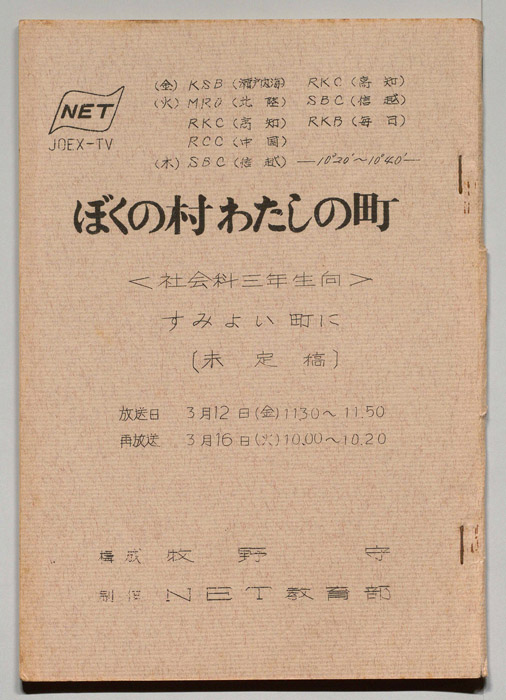 (金) KSB (瀬戸内海) RKC (高知)
(火) MRO (北陸) SBC (信越)
RKC (高知) RKB (毎日)
RCC (中国)
(木) SBC (信越) —10°20'~10°40'—
NET
JOEX-TV
ぼくの村わたしの町
<社会科三年生向>
すみよい町に
〔未定稿〕
放送日 3月12日(金)11.30~11.50
再放送 3月16日(火)10.00~10.20
構成 牧野 守
制作 NET教育部